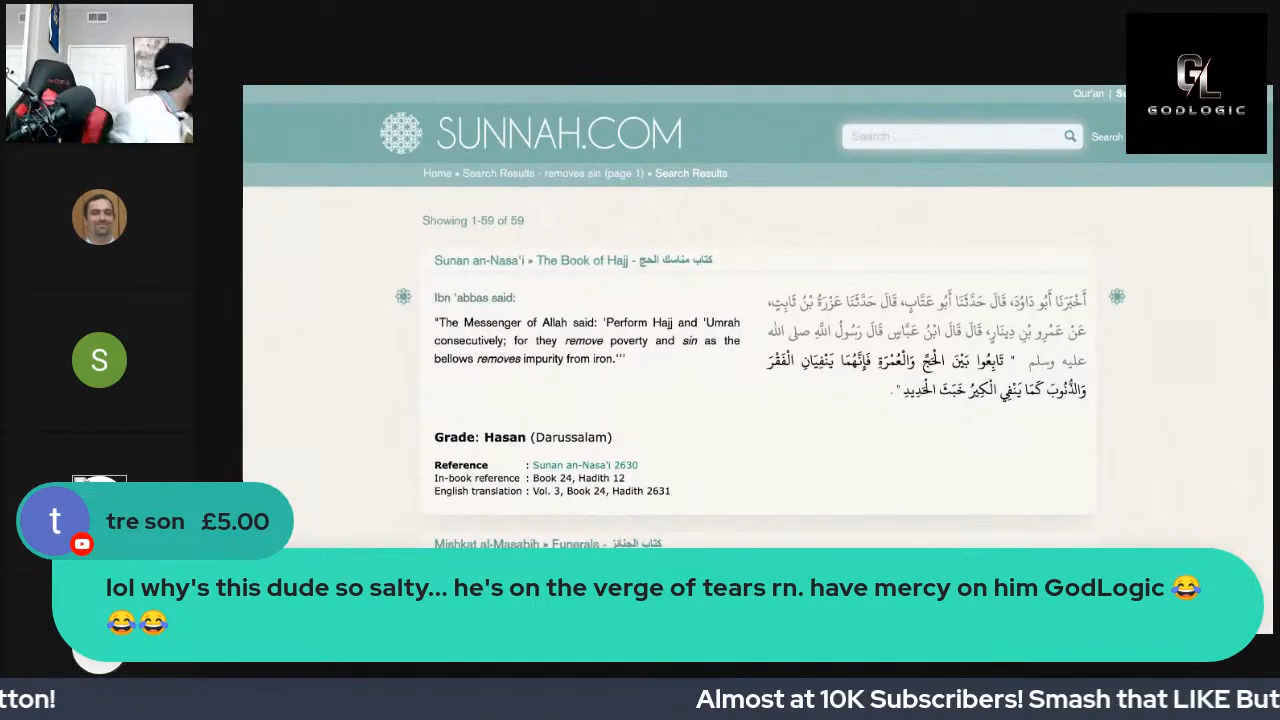 GL
GODLOGIC
Qur'an | Su
SUNNAH.COM
Search ...
Search
Home » Search Results - removes sin (page 1) » Search Results
Showing 1-59 of 59
Sunan an-Nasa'i » The Book of Hajj - كتاب مناسك الحج
Ibn 'abbas said:
"The Messenger of Allah said: 'Perform Hajj and 'Umrah
consecutively; for they remove poverty and sin as the
bellows removes impurity from iron.'"
أَخْبَرَنَا أَبُو دَاوُدَ، قَالَ حَدَّثَنَا أَبُو عَتَّابٍ، قَالَ حَدَّثَنَا عَزْرَةُ بْنُ ثَابِتٍ،
عَنْ عَمْرِو بْنِ دِينَارٍ، قَالَ قَالَ ابْنُ عَبَّاسٍ قَالَ رَسُولُ اللَّهِ صلى الله
عليه وسلم ‏"‏ تَابِعُوا بَيْنَ الْحَجِّ وَالْعُمْرَةِ فَإِنَّهُمَا يَنْفِيَانِ الْفَقْرَ
وَالذُّنُوبَ كَمَا يَنْفِي الْكِيرُ خَبَثَ الْحَدِيدِ ‏"‏ ‏.‏
Grade: Hasan (Darussalam)
Reference : Sunan an-Nasa'i 2630
In-book reference : Book 24, Hadith 12
English translation : Vol. 3, Book 24, Hadith 2631
Mishkat al-Masabih » Funerals - كتاب الجنائز
S
t
tre son £5.00
lol why's this dude so salty... he's on the verge of tears rn. have mercy on him GodLogic 😂
😂😂
tton!
Almost at 10K Subscribers! Smash that LIKE But